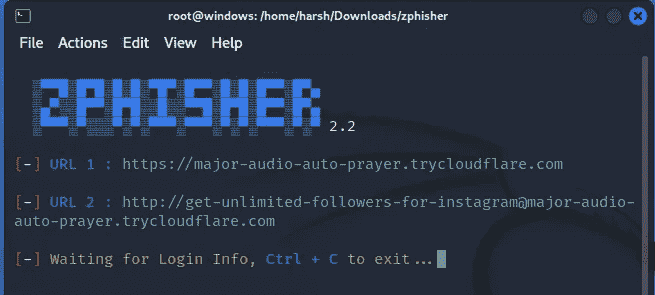 root@windows: /home/harsh/Downloads/zphisher
File Actions Edit View Help
ZPHISHER 2.2
[-] URL 1 : https://major-audio-auto-prayer.trycloudflare.com
[-] URL 2 : http://get-unlimited-followers-for-instagram@major-audio-
auto-prayer.trycloudflare.com
[-] Waiting for Login Info, Ctrl + C to exit...